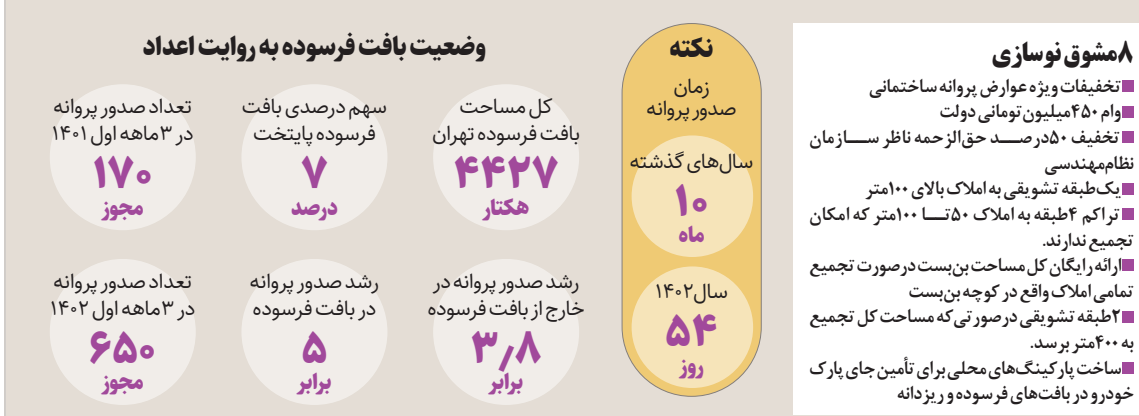 ۸مشوق نوسازی
■تخفیفات ویژه عوارض پروانه ساختمانی
■وام ۴۵۰میلیون تومانی دولت
■تخفیف ۵۰درصــد حق‌الزحمه ناظر ســازمان
نظام‌مهندسی
■یک‌طبقه تشویقی به املاک بالای ۱۰۰متر
■تراکم ۴طبقه به املاک ۵۰تــا ۱۰۰متر که امکان
تجمیع ندارند.
■ارائه رایگان کل مساحت بن‌بست درصورت تجمیع
تمامی املاک واقع در کوچه بن‌بست
■۲طبقه تشویقی درصورتی‌که مساحت کل تجمیع
به ۴۰۰متر برسد.
■ساخت پارکینگ‌های محلی برای تأمین جای پارک
خودرو در بافت‌های فرسوده و ریزدانه
نکته
زمان
صدور پروانه
سال‌های گذشته
۱۰
ماه
سال۱۴۰۲
۵۴
روز
وضعیت بافت فرسوده به روایت اعداد
کل مساحت
بافت فرسوده تهران
۴۴۲۷
هکتار
سهم درصدی بافت
فرسوده پایتخت
۷
درصد
تعداد صدور پروانه
در ۳ماهه اول ۱۴۰۱
۱۷۰
مجوز
رشد صدور پروانه در
خارج از بافت فرسوده
۳٫۸
برابر
رشد صدور پروانه
در بافت فرسوده
۵
برابر
تعداد صدور پروانه
در ۳ماهه اول ۱۴۰۲
۶۵۰
مجوز